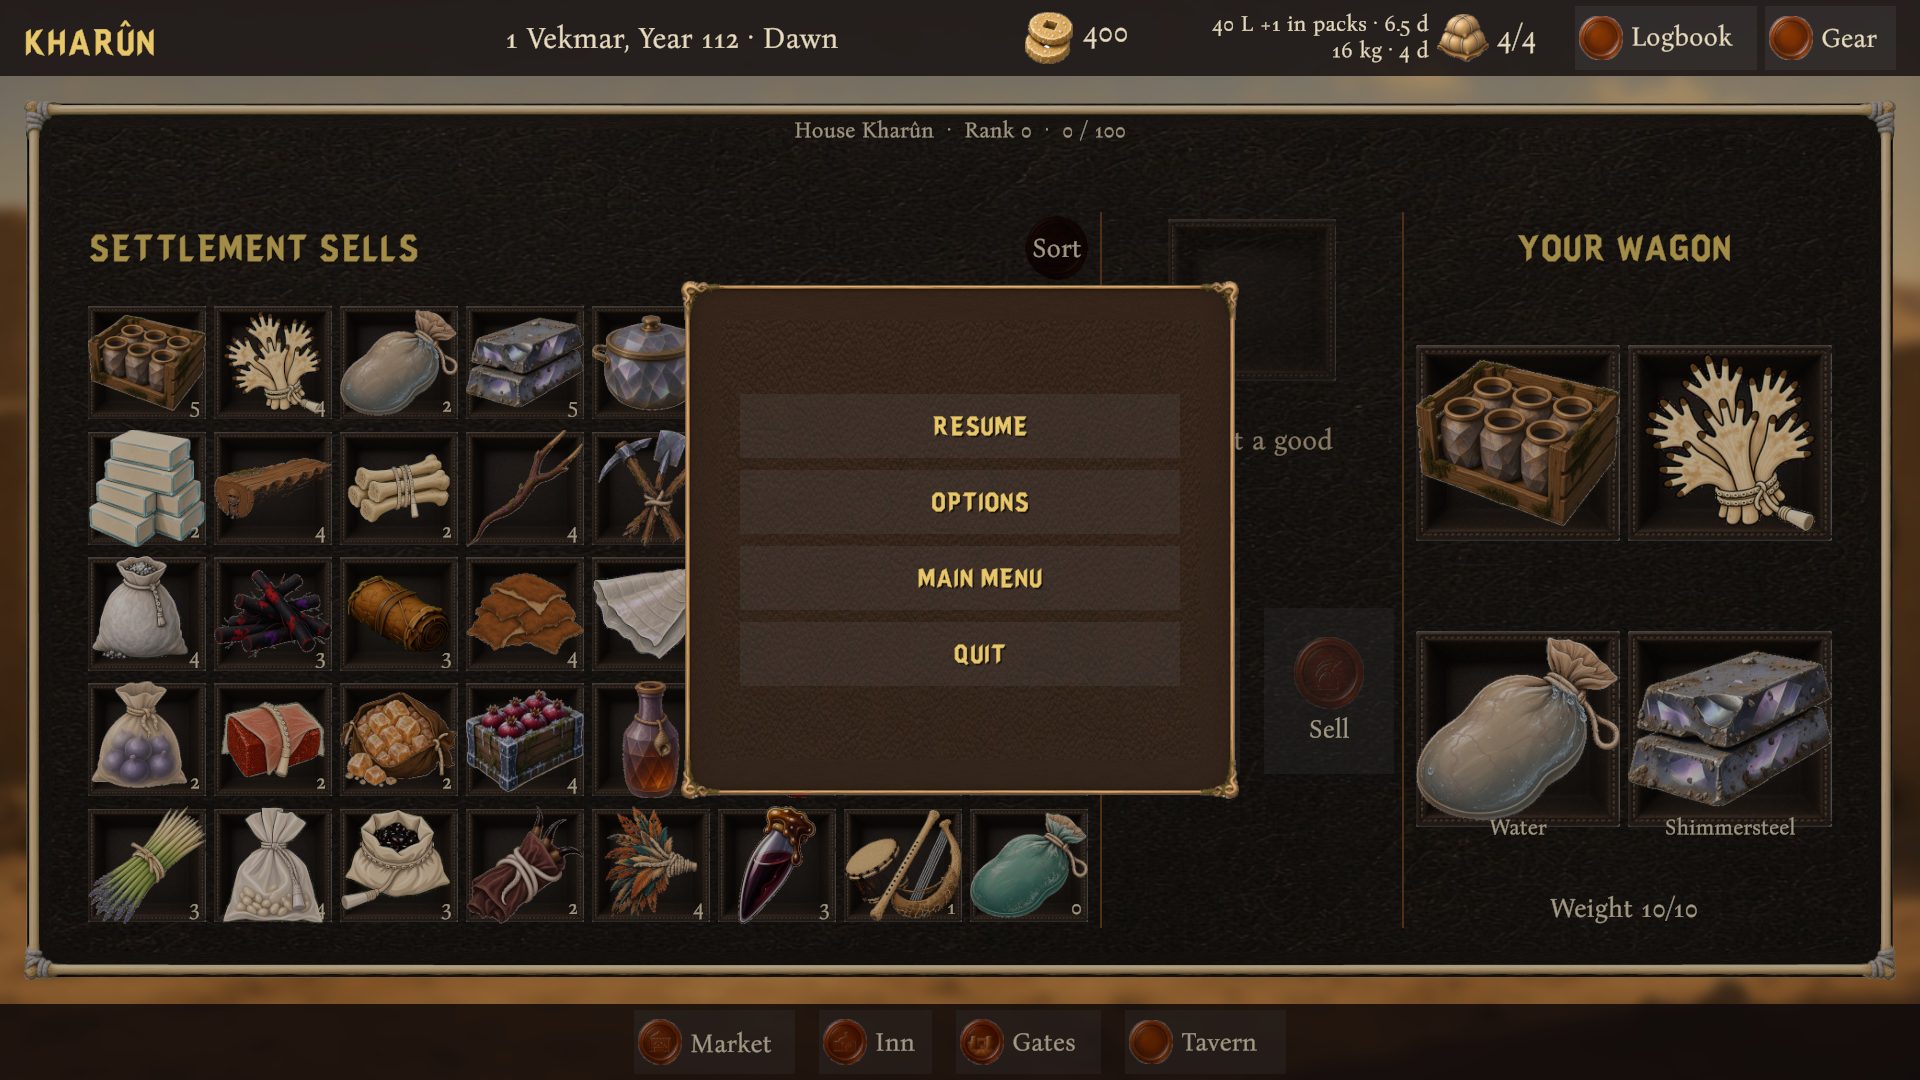 KHARÛN
1 Vekmar, Year 112 · Dawn
400
40 L +1 in packs · 6.5 d
16 kg · 4 d
4/4
Logbook
Gear
House Kharûn · Rank 0 · 0 / 100
SETTLEMENT SELLS
Sort
YOUR WAGON
5
4
2
5
RESUME
t a good
OPTIONS
2
4
2
4
MAIN MENU
4
3
3
4
QUIT
Sell
2
2
2
4
Water
Shimmersteel
3
4
3
2
4
3
1
0
Weight 10/10
Market
Inn
Gates
Tavern